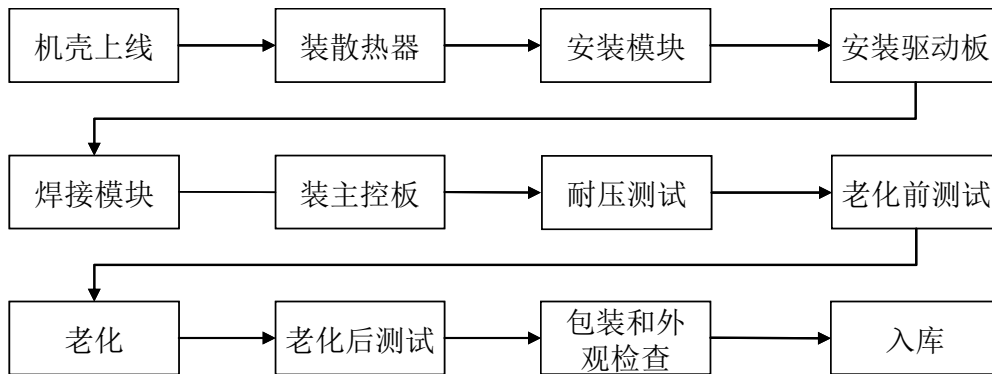 机壳上线
装散热器
安装模块
安装驱动板
焊接模块
装主控板
耐压测试
老化前测试
老化
老化后测试
包装和外
观检查
入库